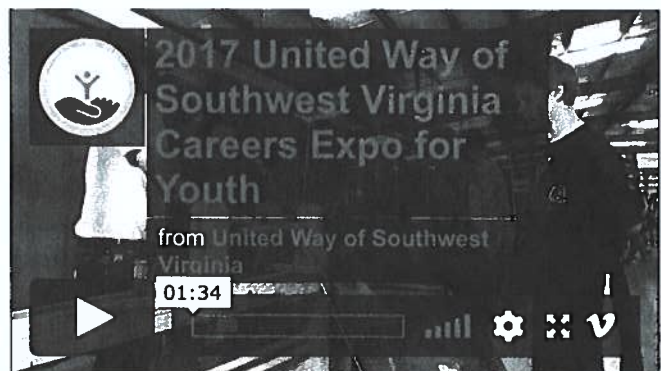 2017 United Way of
Southwest Virginia
Careers Expo for
Youth
from United Way of Southwest
Virginia
01:34